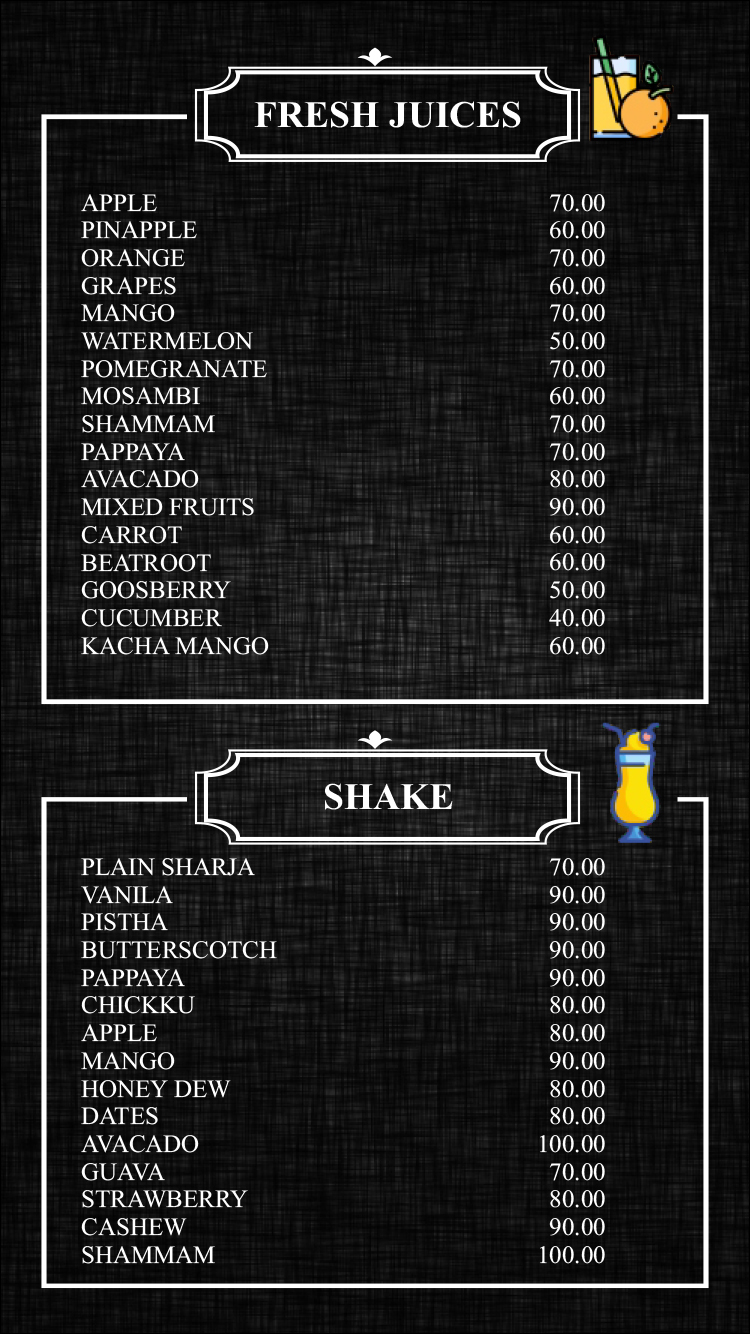 FRESH JUICES
APPLE 70.00
PINAPPLE 60.00
ORANGE 70.00
GRAPES 60.00
MANGO 70.00
WATERMELON 50.00
POMEGRANATE 70.00
MOSAMBI 60.00
SHAMMAM 70.00
PAPPAYA 70.00
AVACADO 80.00
MIXED FRUITS 90.00
CARROT 60.00
BEATROOT 60.00
GOOSBERRY 50.00
CUCUMBER 40.00
KACHA MANGO 60.00
SHAKE
PLAIN SHARJA 70.00
VANILA 90.00
PISTHA 90.00
BUTTERSCOTCH 90.00
PAPPAYA 90.00
CHICKKU 80.00
APPLE 80.00
MANGO 90.00
HONEY DEW 80.00
DATES 80.00
AVACADO 100.00
GUAVA 70.00
STRAWBERRY 80.00
CASHEW 90.00
SHAMMAM 100.00